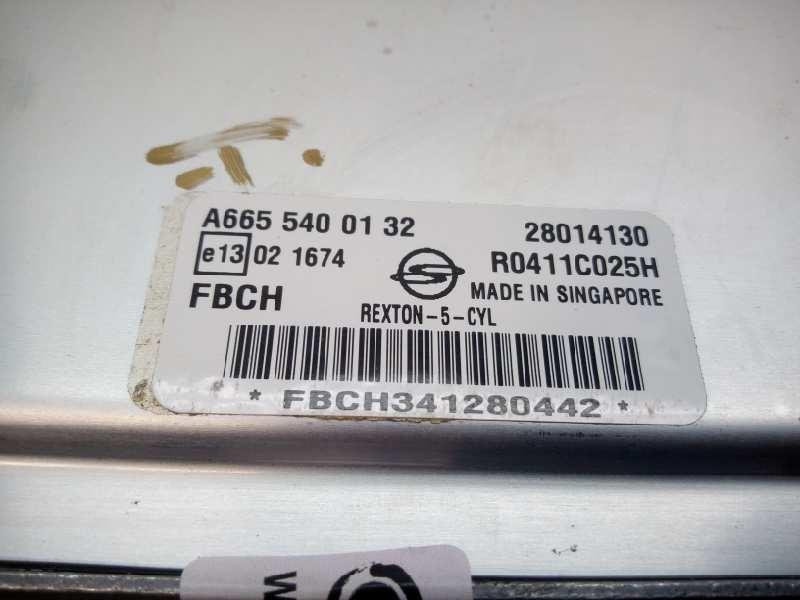 A665 540 01 32 28014130
e13 02 1674 R0411C025H
FBCH MADE IN SINGAPORE
REXTON-5-CYL
* FBCH341280442 *
W